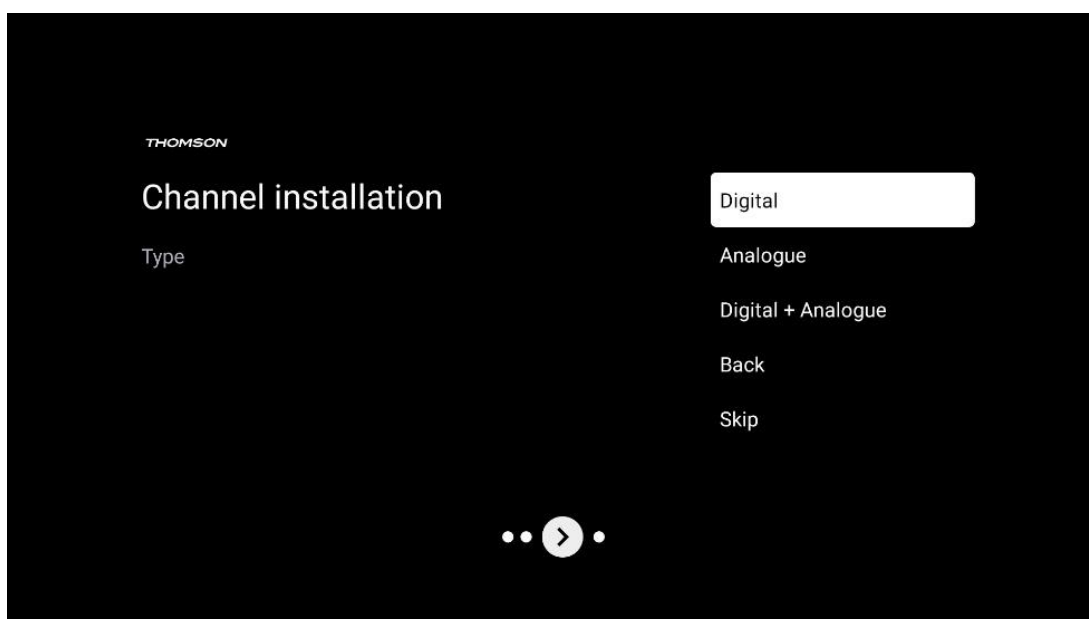 THOMSON
Channel installation
Type
Digital
Analogue
Digital + Analogue
Back
Skip